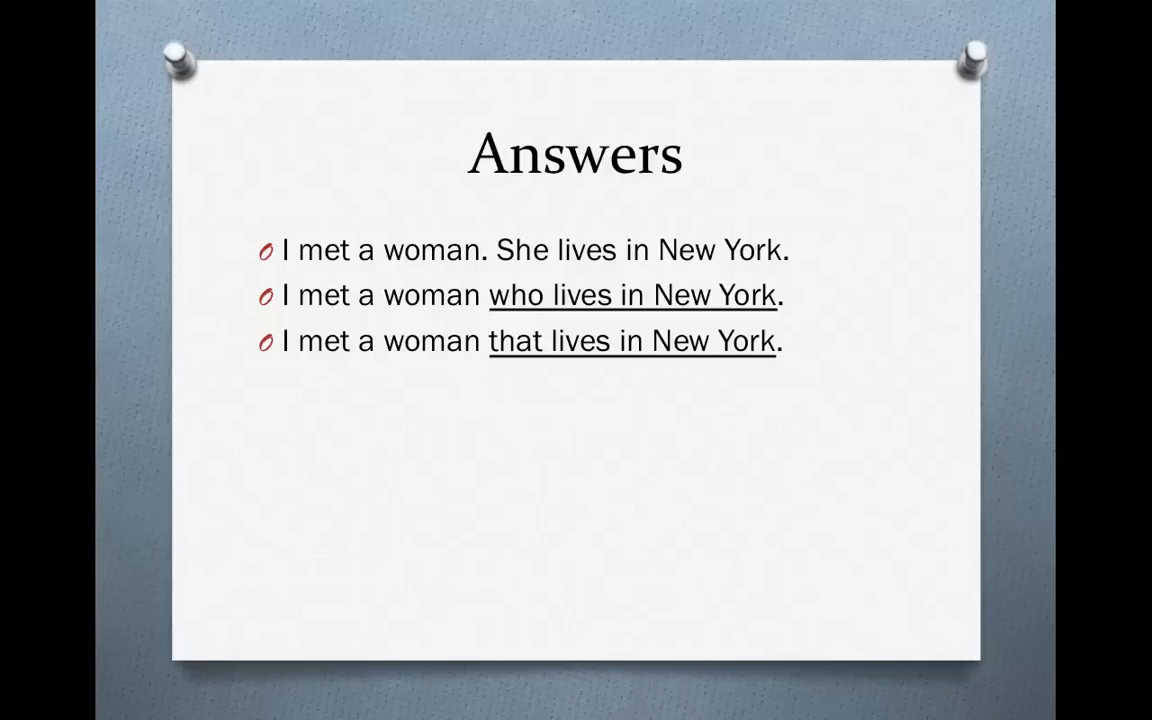 Answers
I met a woman. She lives in New York.
I met a woman who lives in New York.
I met a woman that lives in New York.